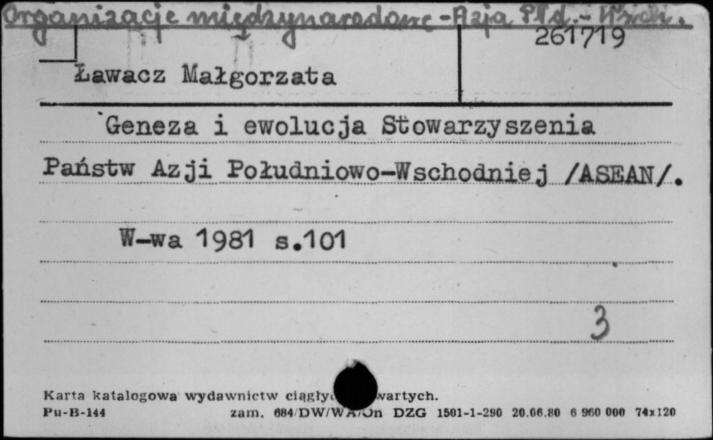 Organizacje międzynarodowe - Azja Płd.-Wsch.
261719
Ławacz Małgorzata
Geneza i ewolucja Stowarzyszenia
Państw Azji Południowo-Wschodniej /ASEAN/.
W-wa 1981 s.101
3
Karta katalogowa wydawnictw ciągły wartych.
Pu-B-144 zam. 684/DW/WA/Un DZG 1501-1-290 20.06.80 6 960 000 74x120